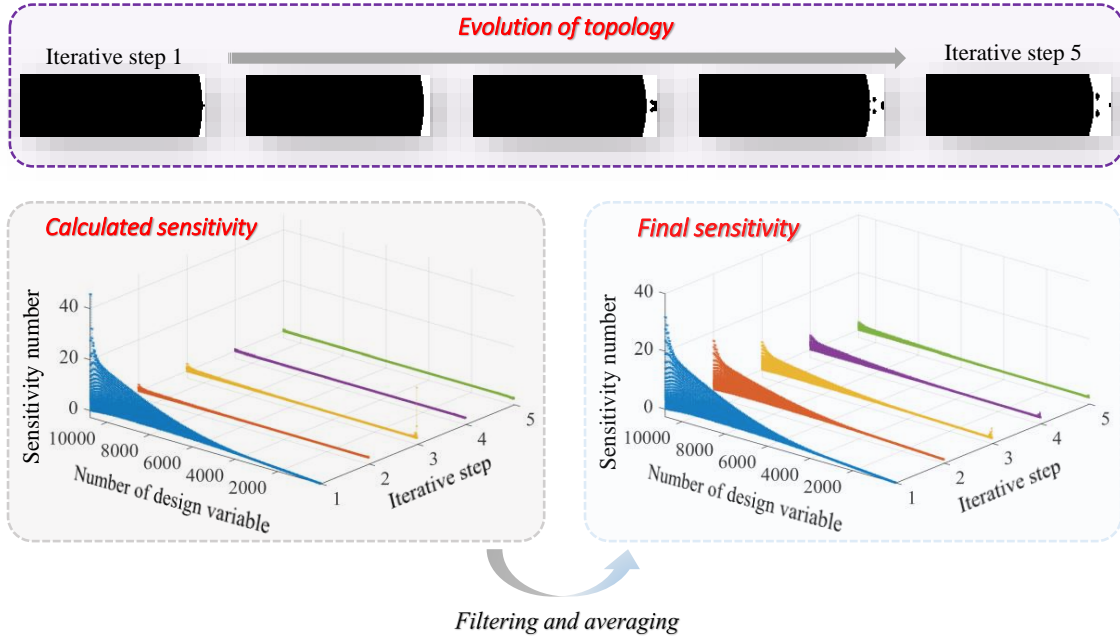 Evolution of topology
Iterative step 1
Iterative step 5
Calculated sensitivity
Sensitivity number
40
20
0
10000
8000
6000
4000
2000
Number of design variable
1
2
3
4
5
Iterative step
Final sensitivity
Sensitivity number
40
20
0
10000
8000
6000
4000
2000
Number of design variable
1
2
3
4
5
Iterative step
Filtering and averaging